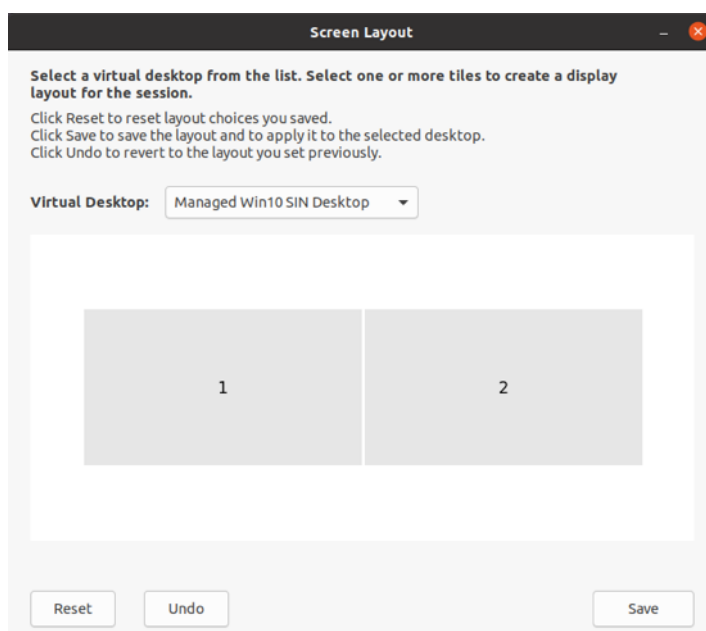 Screen Layout
Select a virtual desktop from the list. Select one or more tiles to create a display
layout for the session.
Click Reset to reset layout choices you saved.
Click Save to save the layout and to apply it to the selected desktop.
Click Undo to revert to the layout you set previously.
Virtual Desktop: Managed Win10 SIN Desktop
1 2
Reset Undo Save